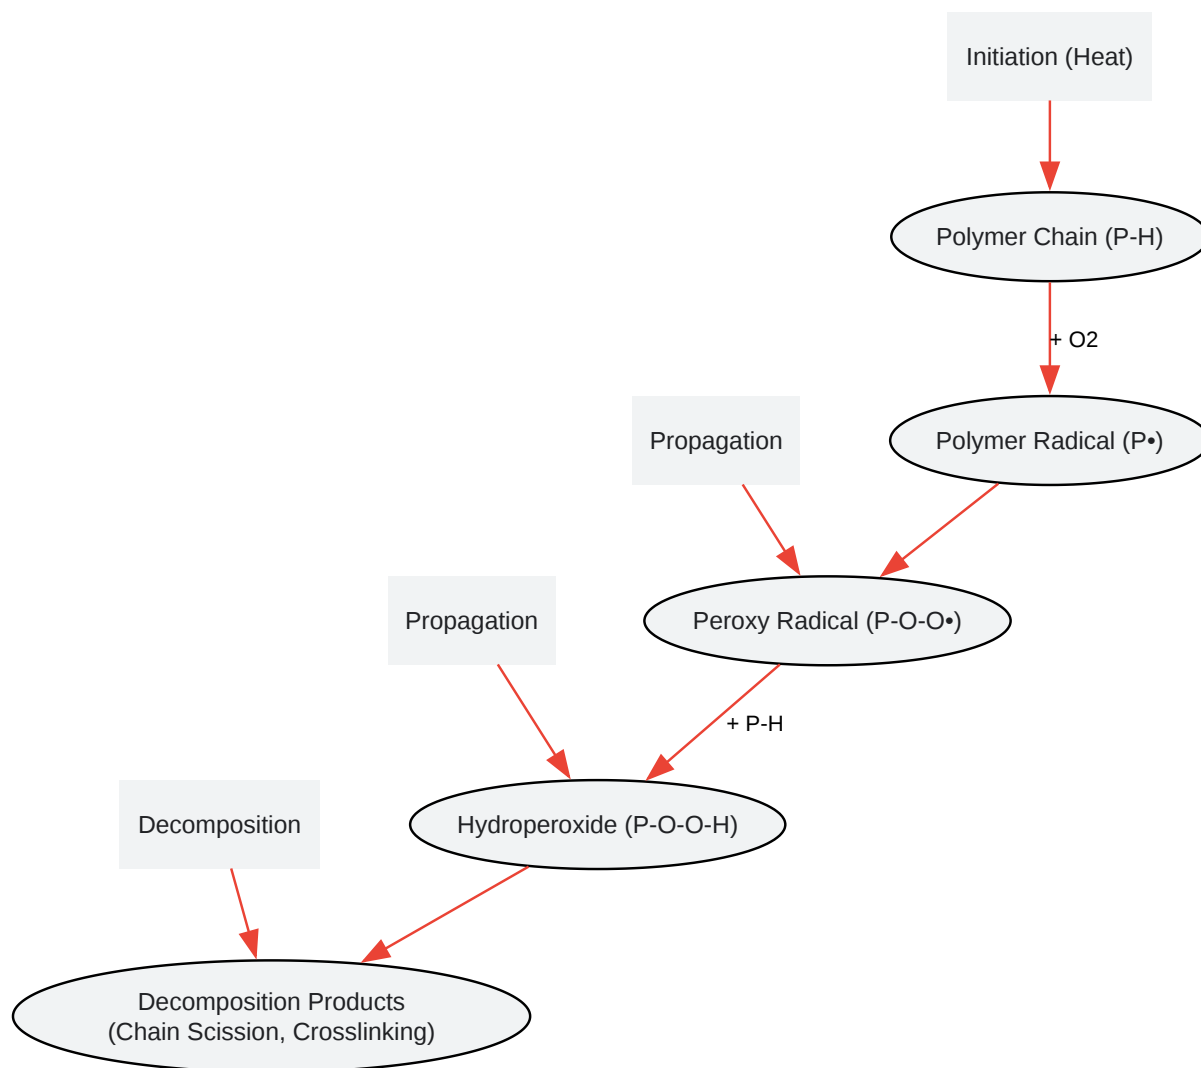 Initiation (Heat)
Polymer Chain (P-H)
+ O2
Propagation
Polymer Radical (P•)
Propagation
Peroxy Radical (P-O-O•)
+ P-H
Decomposition
Hydroperoxide (P-O-O-H)
Decomposition Products
(Chain Scission, Crosslinking)